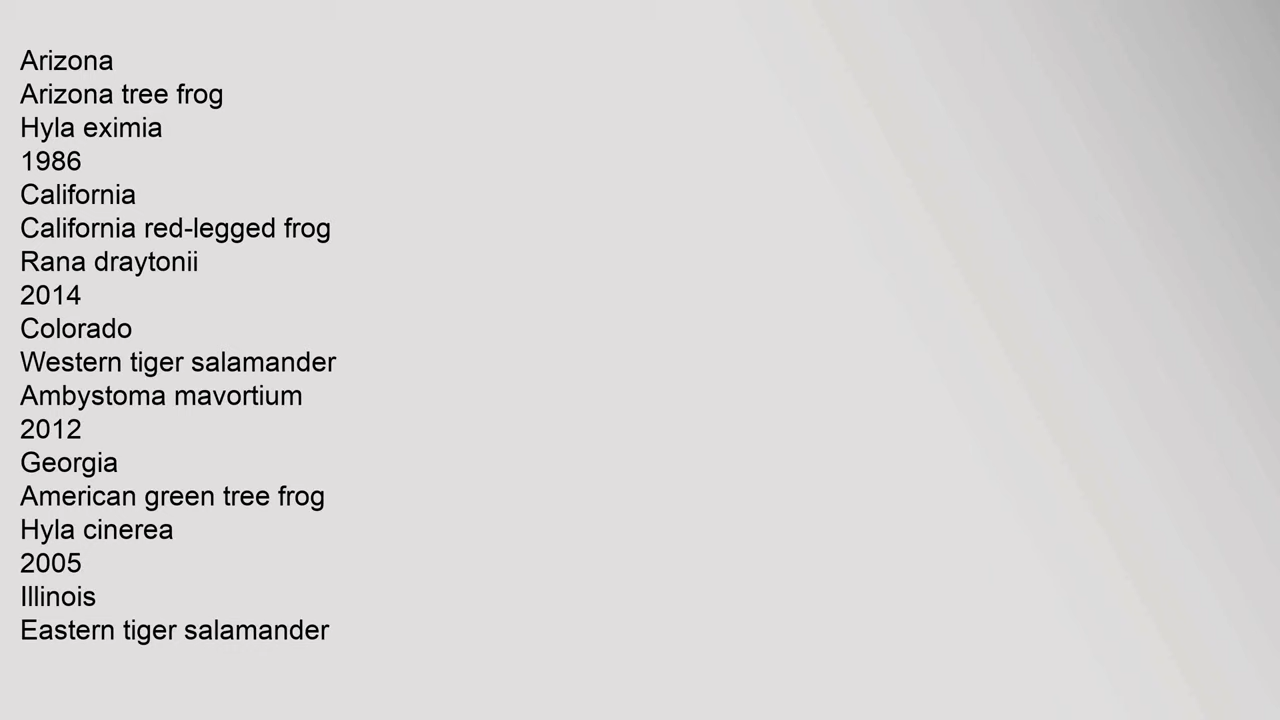 Arizona
Arizona tree frog
Hyla eximia
1986
California
California red-legged frog
Rana draytonii
2014
Colorado
Western tiger salamander
Ambystoma mavortium
2012
Georgia
American green tree frog
Hyla cinerea
2005
Illinois
Eastern tiger salamander